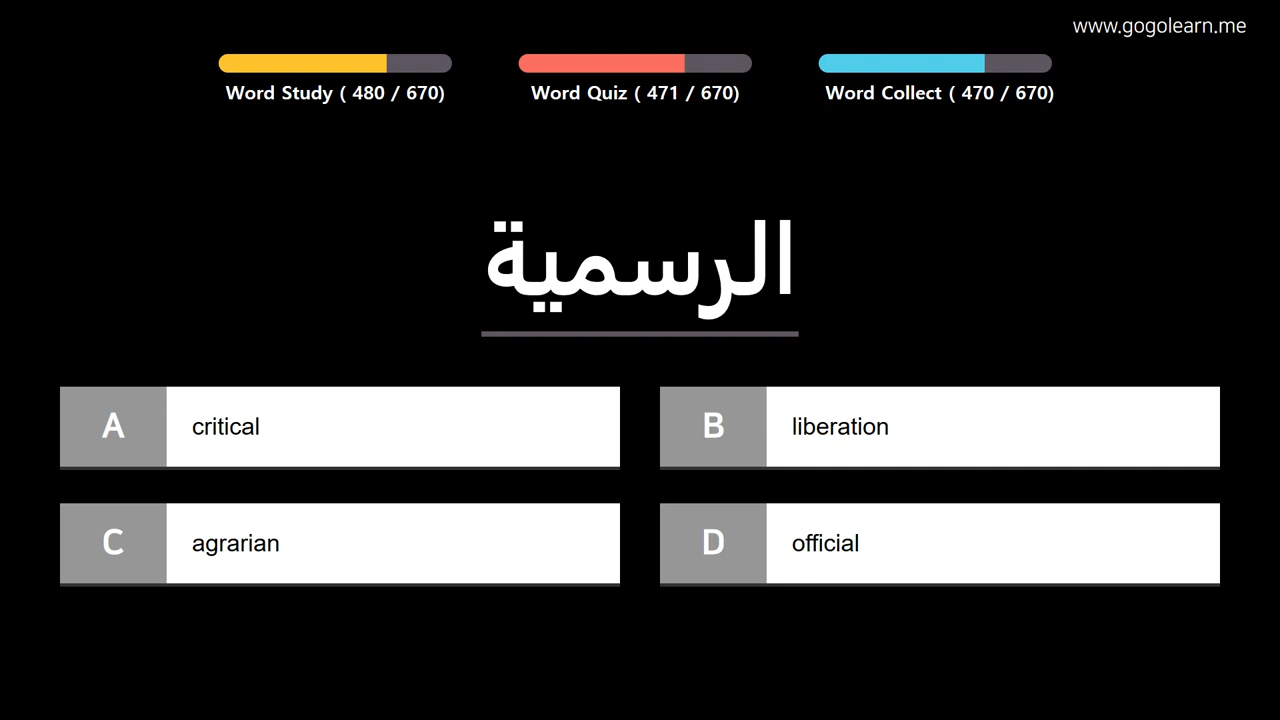 www.gogolearn.me
Word Study ( 480 / 670)
Word Quiz ( 471 / 670)
Word Collect ( 470 / 670)
الرسمية
A critical
B liberation
C agrarian
D official